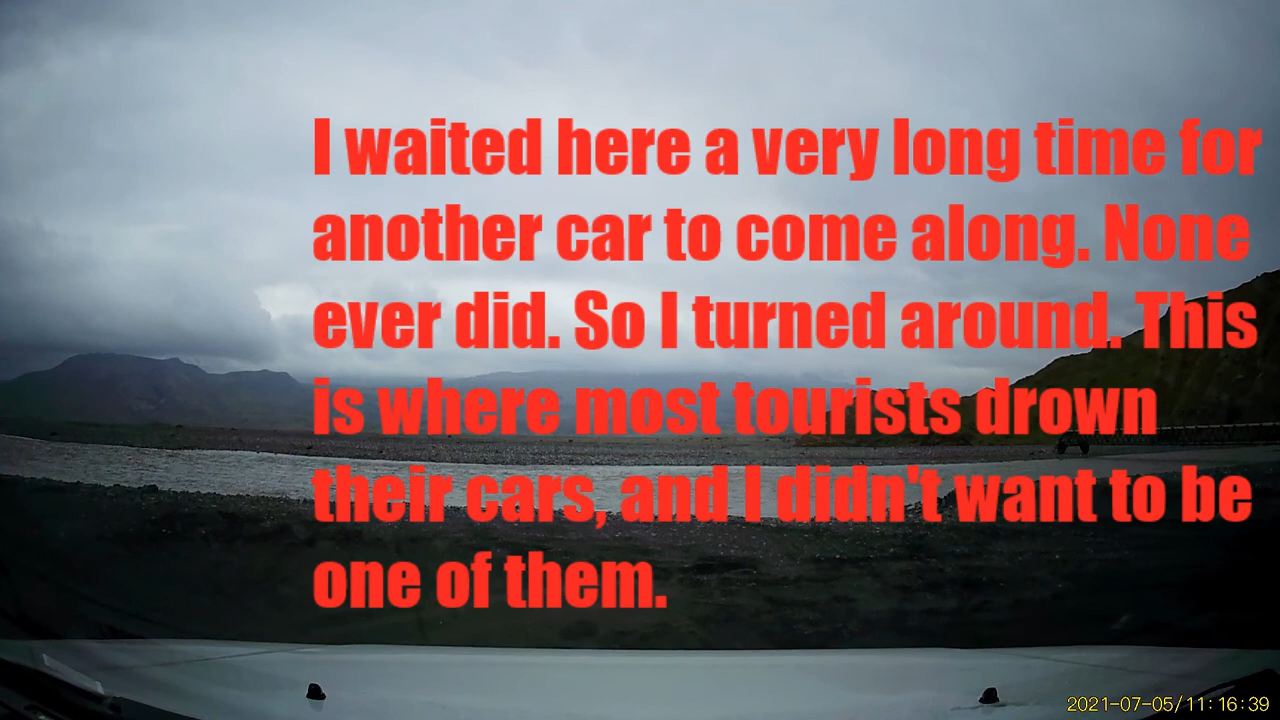 I waited here a very long time for
another car to come along. None
ever did. So I turned around. This
is where most tourists drown
their cars, and I didn't want to be
one of them.
2021-07-05/11:16:39